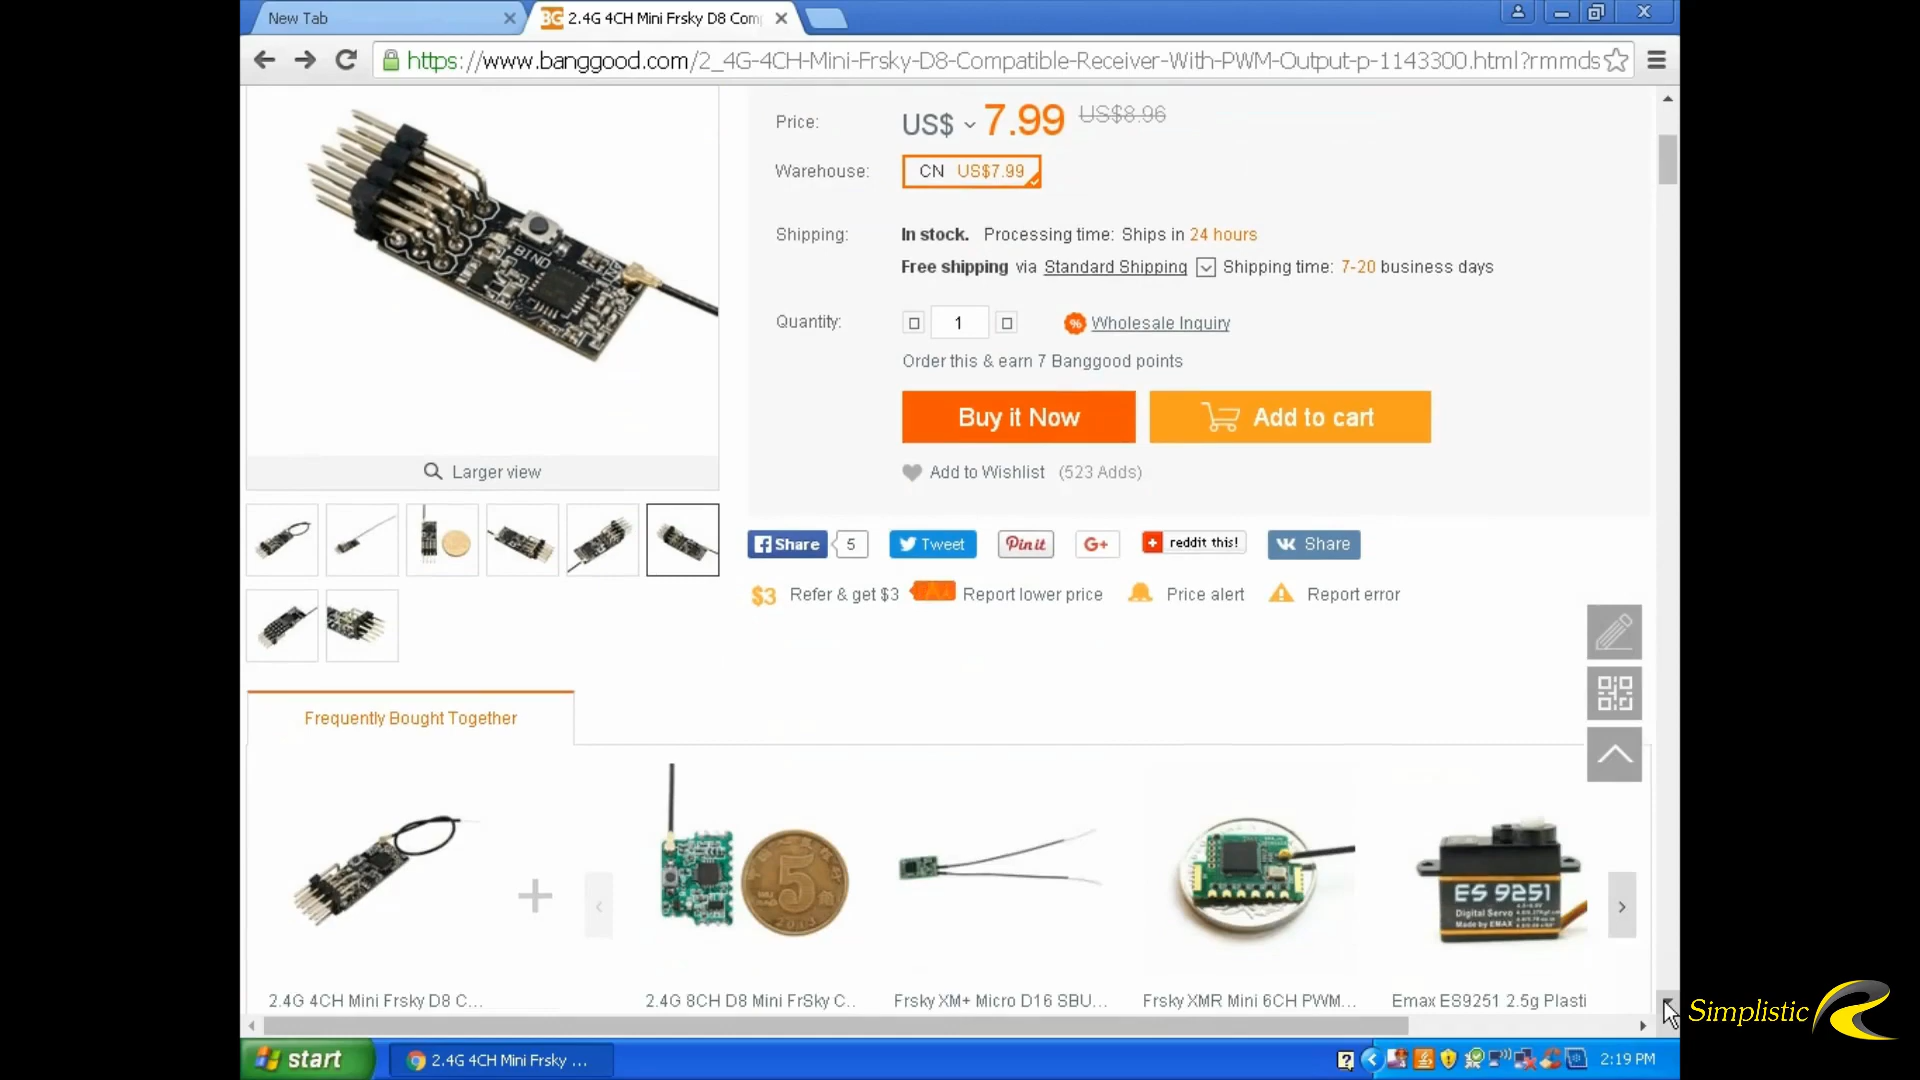 New Tab
BG 2.4G 4CH Mini Frsky D8 Com
https://www.banggood.com/2_4G-4CH-Mini-Frsky-D8-Compatible-Receiver-With-PWM-Output-p-1143300.html?rmmds
Price: US$ 7.99 US$8.96
Warehouse: CN US$7.99
Shipping: In stock. Processing time: Ships in 24 hours
Free shipping via Standard Shipping Shipping time: 7-20 business days
Quantity: 1 % Wholesale Inquiry
Order this & earn 7 Banggood points
Buy it Now Add to cart
Add to Wishlist (523 Adds)
BIND
Larger view
Share 5 Tweet Pin it G+ reddit this! Share
$3 Refer & get $3 Report lower price Price alert Report error
Frequently Bought Together
5
ES 9251
Digital Servo
Made by EMAX
2.4G 4CH Mini Frsky D8 C...
2.4G 8CH D8 Mini FrSky C..
Frsky XM+ Micro D16 SBU...
Frsky XMR Mini 6CH PWM...
Emax ES9251 2.5g Plasti
Simplistic R
start 2.4G 4CH Mini Frsky ... 2:19 PM